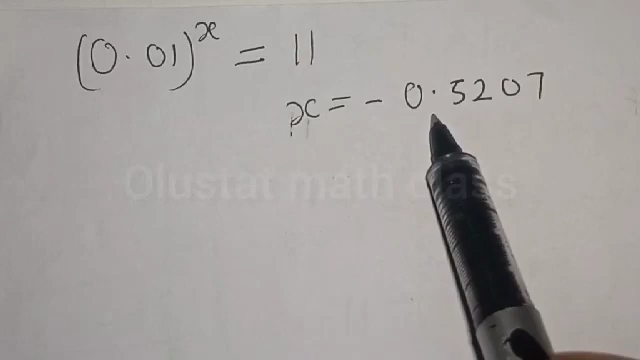 (0.01)^x = 11
x = - 0.5207
Olustat math class